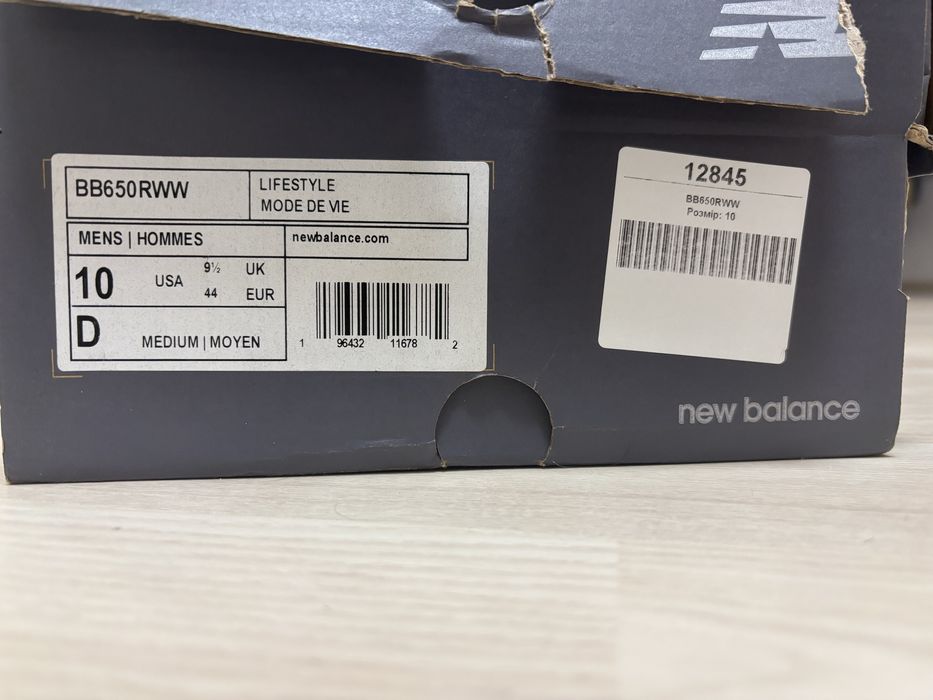 BB650RWW
LIFESTYLE
MODE DE VIE
MENS | HOMMES
newbalance.com
10
USA
9½ UK
44 EUR
D
MEDIUM | MOYEN
1 96432 11678 2
12845
BB650RWW
Розмір: 10
new balance